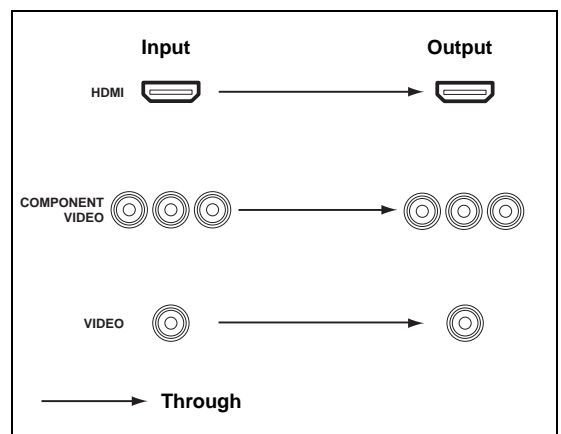 Input Output
HDMI
COMPONENT
VIDEO
VIDEO
Through